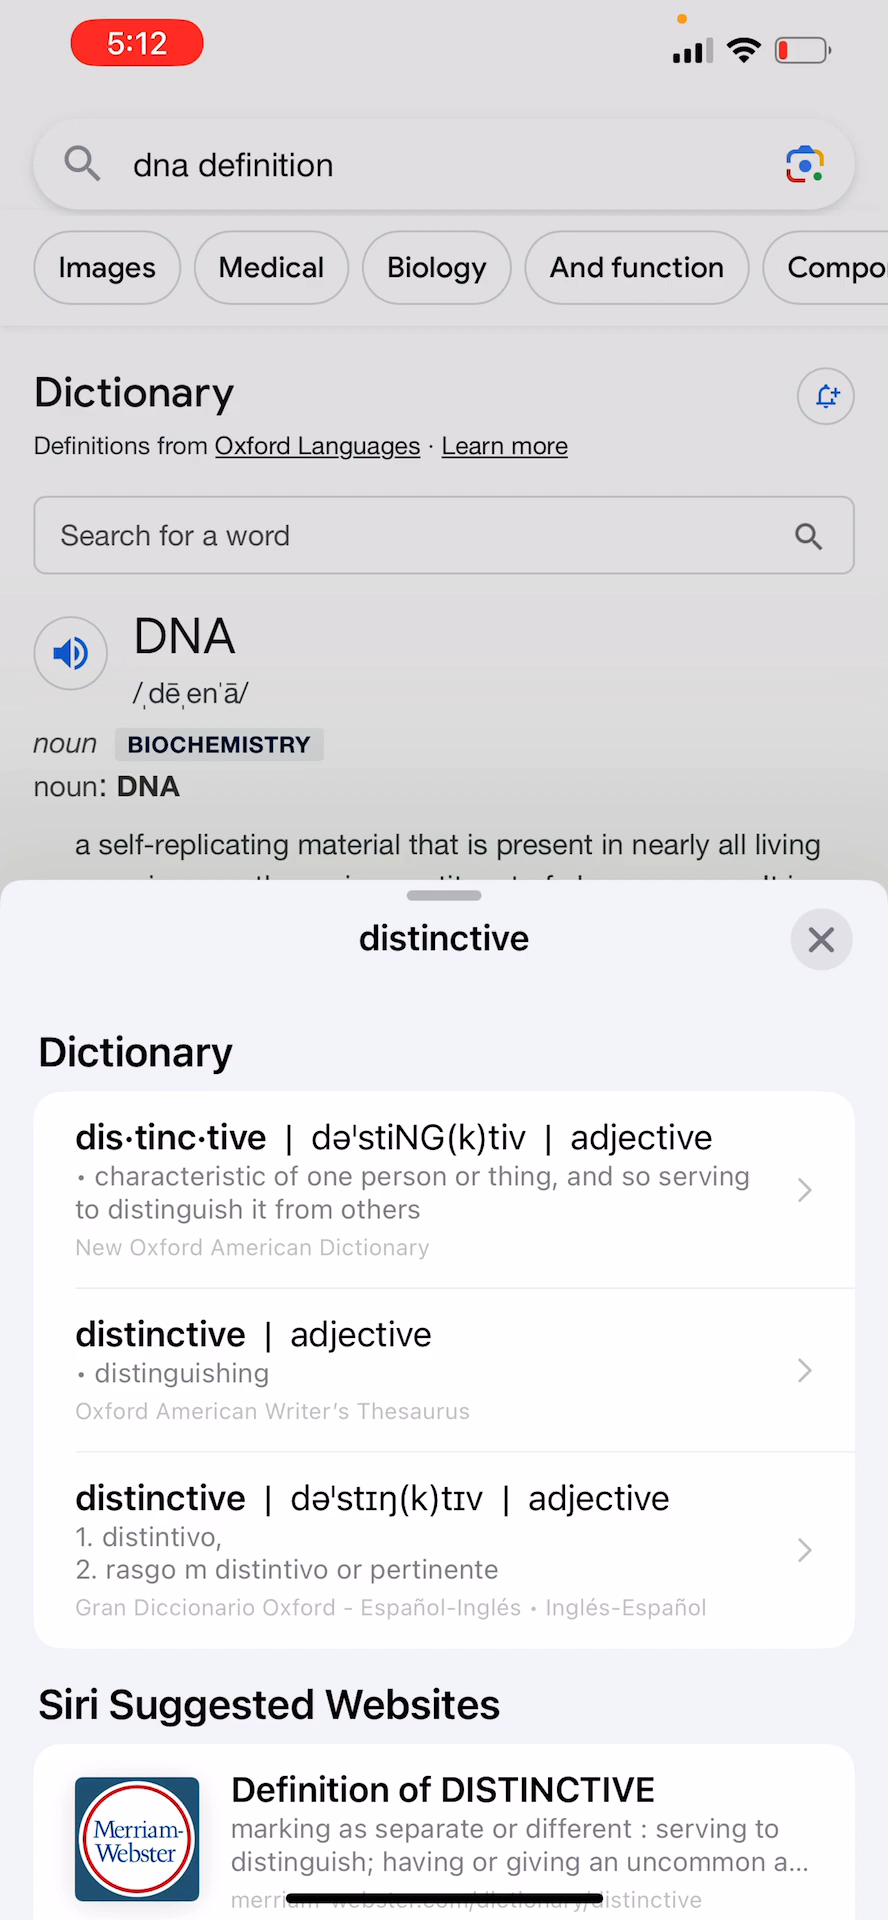 5:12
dna definition
Images Medical Biology And function Compo
Dictionary
Definitions from Oxford Languages · Learn more
Search for a word
DNA
/ˌdēˌenˈā/
noun BIOCHEMISTRY
noun: DNA
a self-replicating material that is present in nearly all living
distinctive
Dictionary
dis·tinc·tive | dəˈstiNG(k)tiv | adjective
• characteristic of one person or thing, and so serving
to distinguish it from others
New Oxford American Dictionary
distinctive | adjective
• distinguishing
Oxford American Writer's Thesaurus
distinctive | dəˈstɪŋ(k)tɪv | adjective
1. distintivo,
2. rasgo m distintivo or pertinente
Gran Diccionario Oxford - Español-Inglés • Inglés-Español
Siri Suggested Websites
Merriam-
Webster
Definition of DISTINCTIVE
marking as separate or different : serving to
distinguish; having or giving an uncommon a...
merriam-webster.com/dictionary/distinctive